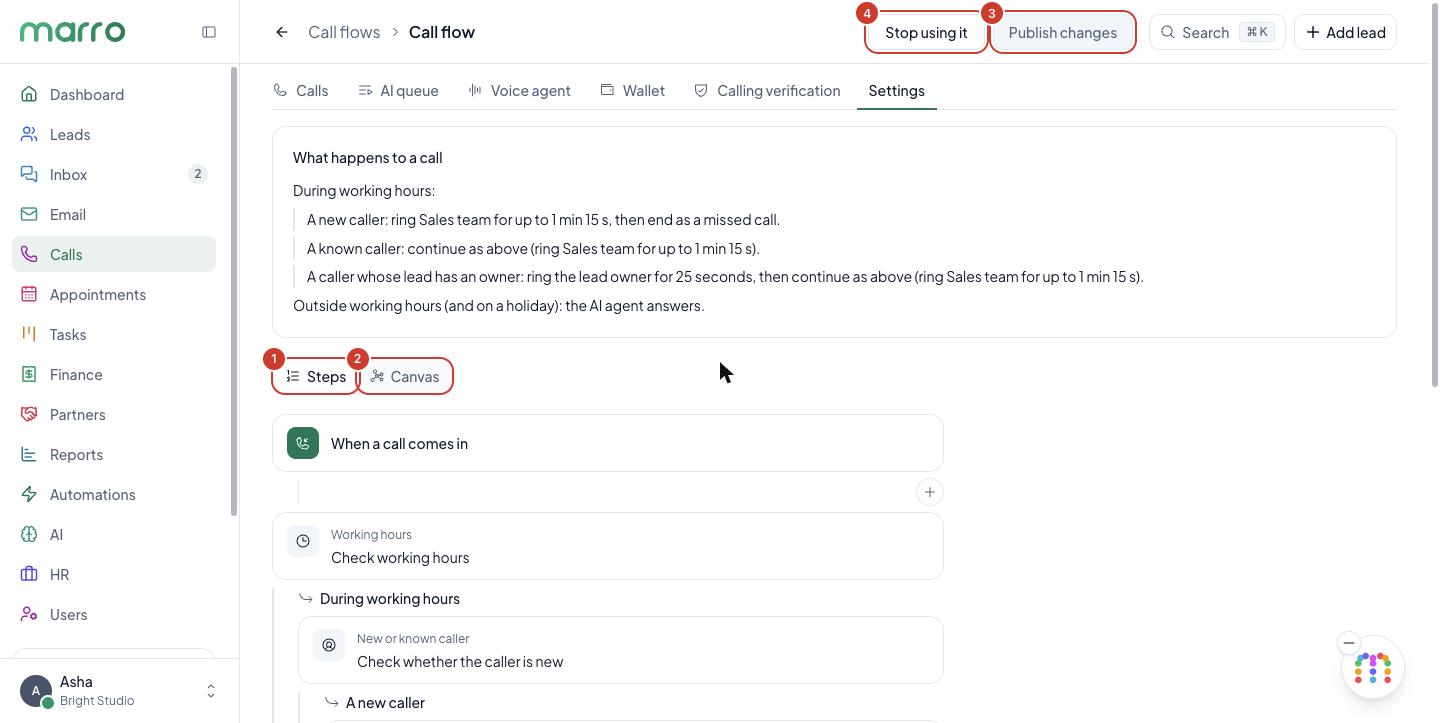 marro
Call flows > Call flow
4
Stop using it
3
Publish changes
Search ⌘ K
+ Add lead
Dashboard
Leads
Inbox 2
Email
Calls
Appointments
Tasks
Finance
Partners
Reports
Automations
AI
HR
Users
A
Asha
Bright Studio
Calls AI queue Voice agent Wallet Calling verification Settings
What happens to a call
During working hours:
A new caller: ring Sales team for up to 1 min 15 s, then end as a missed call.
A known caller: continue as above (ring Sales team for up to 1 min 15 s).
A caller whose lead has an owner: ring the lead owner for 25 seconds, then continue as above (ring Sales team for up to 1 min 15 s).
Outside working hours (and on a holiday): the AI agent answers.
1
Steps
2
Canvas
When a call comes in
Working hours
Check working hours
During working hours
New or known caller
Check whether the caller is new
A new caller